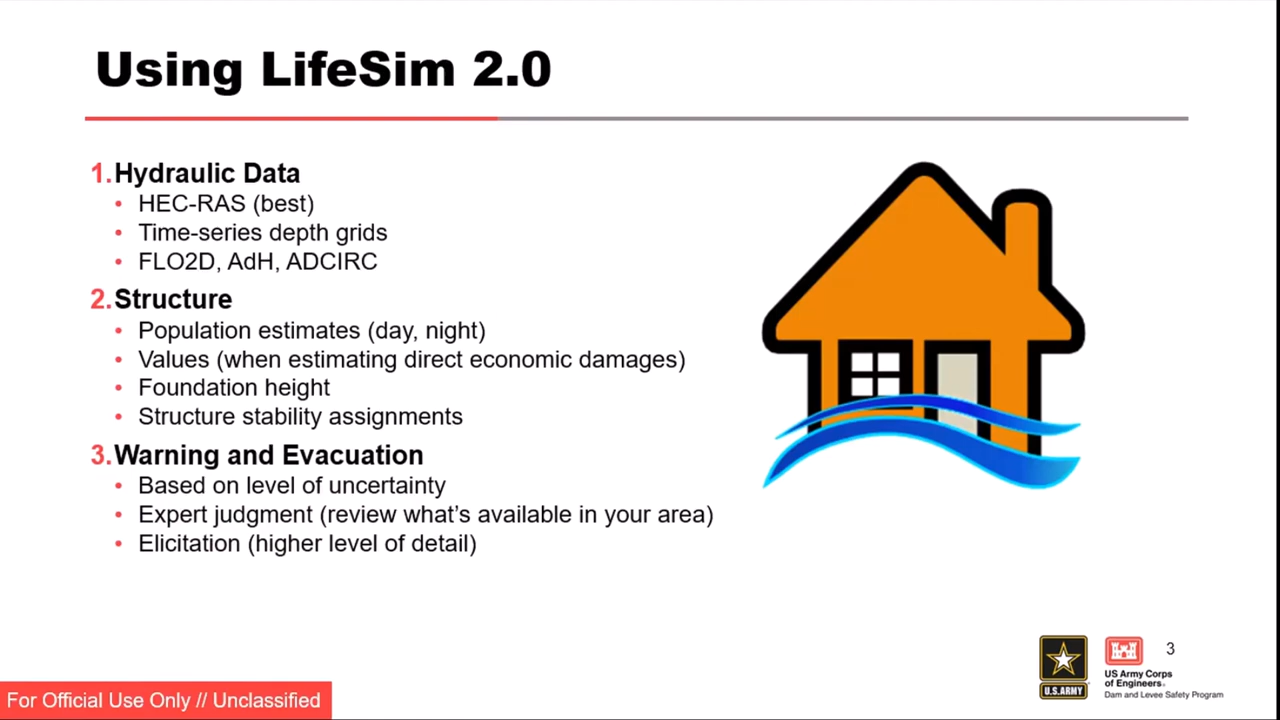 Using LifeSim 2.0
1. Hydraulic Data
• HEC-RAS (best)
• Time-series depth grids
• FLO2D, AdH, ADCIRC
2. Structure
• Population estimates (day, night)
• Values (when estimating direct economic damages)
• Foundation height
• Structure stability assignments
3. Warning and Evacuation
• Based on level of uncertainty
• Expert judgment (review what's available in your area)
• Elicitation (higher level of detail)
3
U.S.ARMY
US Army Corps
of Engineers®
Dam and Levee Safety Program
For Official Use Only // Unclassified